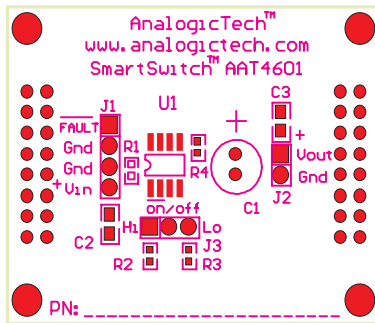 AnalogicTech™
www.analogictech.com
SmartSwitch™ AAT4601
C3
J1
U1
FAULT
+
+
R1
Gnd
Vout
Gnd
R4
Gnd
+Vin
J2
on/off
C1
Hi
Lo
C2
J3
R2
R3
PN:______________________